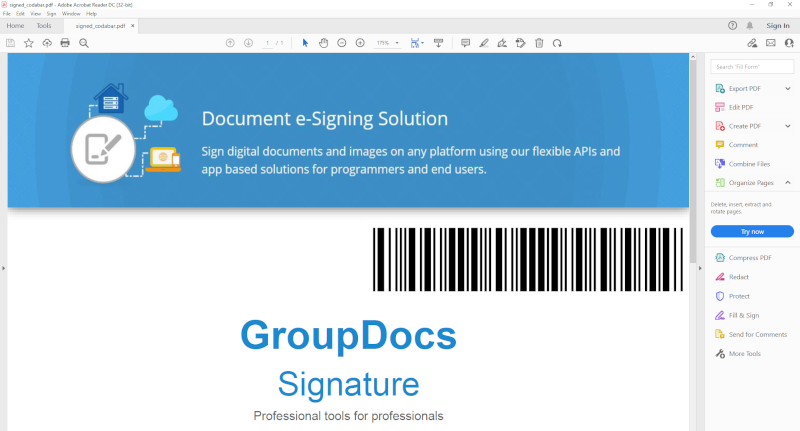 signed_codabar.pdf - Adobe Acrobat Reader DC (32-bit)
File Edit View Sign Window Help
Home Tools signed_codabar.pdf × Sign In
1 / 1 175%
Search 'Fill Form'
Export PDF
Edit PDF
Create PDF
Comment
Combine Files
Organize Pages
Delete, insert, extract and
rotate pages.
Try now
Compress PDF
Redact
Protect
Fill & Sign
Send for Comments
More Tools
Document e-Signing Solution
Sign digital documents and images on any platform using our flexible APIs and
app based solutions for programmers and end users.
GroupDocs
Signature
Professional tools for professionals